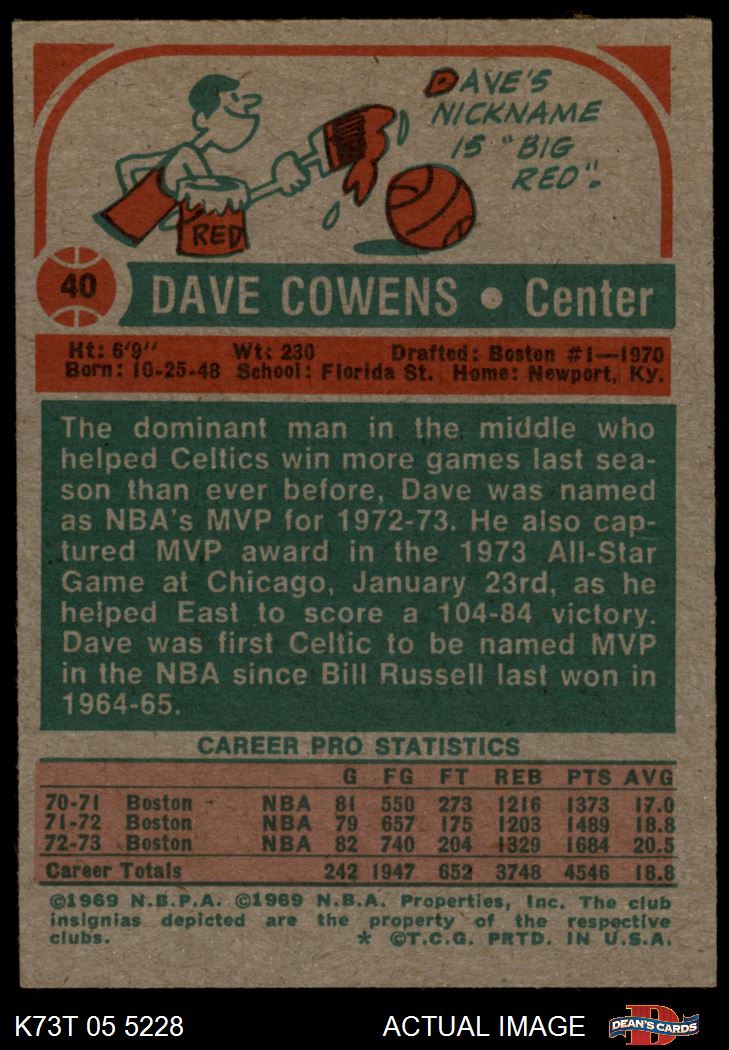 DAVE'S
NICKNAME
IS "BIG
RED".
RED
40 DAVE COWENS • Center
Ht: 6'9" Wt: 230 Drafted: Boston #1—1970
Born: 10-25-48 School: Florida St. Home: Newport, Ky.
The dominant man in the middle who
helped Celtics win more games last sea-
son than ever before, Dave was named
as NBA's MVP for 1972-73. He also cap-
tured MVP award in the 1973 All-Star
Game at Chicago, January 23rd, as he
helped East to score a 104-84 victory.
Dave was first Celtic to be named MVP
in the NBA since Bill Russell last won in
1964-65.
CAREER PRO STATISTICS
G FG FT REB PTS AVG
70-71 Boston NBA 81 550 273 1216 1373 17.0
71-72 Boston NBA 79 657 175 1203 1489 18.8
72-73 Boston NBA 82 740 204 1329 1684 20.5
Career Totals 242 1947 652 3748 4546 18.8
©1969 N.B.P.A. ©1969 N.B.A. Properties, Inc. The club
insignias depicted are the property of the respective
clubs. * ©T.C.G. PRTD. IN U.S.A.
K73T 05 5228 ACTUAL IMAGE DEAN'S CARDS